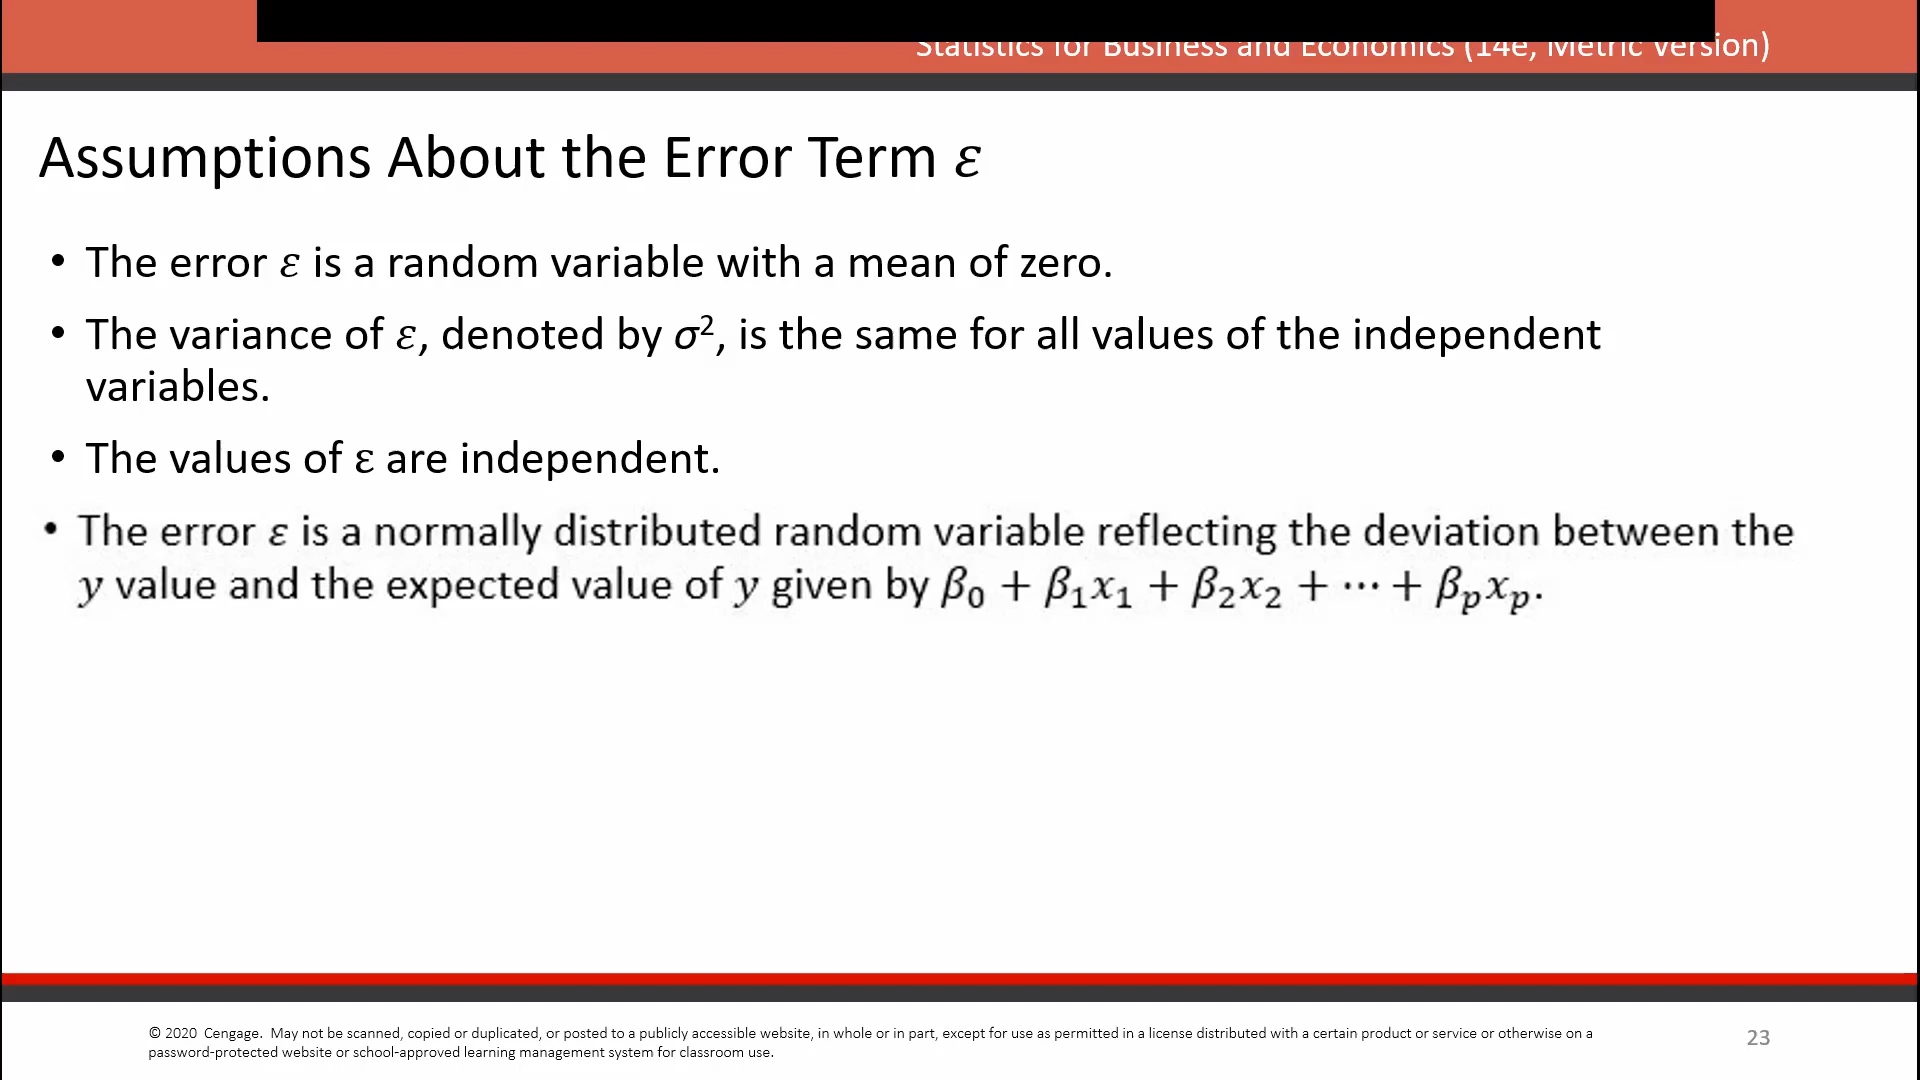 Statistics for Business and Economics (14e, Metric Version)
Assumptions About the Error Term 𝜀
• The error 𝜀 is a random variable with a mean of zero.
• The variance of 𝜀, denoted by σ², is the same for all values of the independent
variables.
• The values of ε are independent.
• The error 𝜀 is a normally distributed random variable reflecting the deviation between the
y value and the expected value of y given by β₀ + β₁x₁ + β₂x₂ + ⋯ + βₚxₚ.
© 2020 Cengage. May not be scanned, copied or duplicated, or posted to a publicly accessible website, in whole or in part, except for use as permitted in a license distributed with a certain product or service or otherwise on a
password-protected website or school-approved learning management system for classroom use.
23